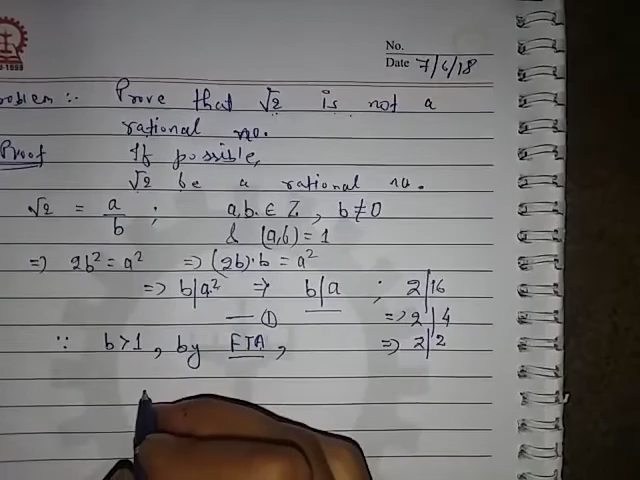 No.
Date 7/6/18
roblem :- Prove that √2 is not a
rational no.
Proof If possible,
√2 be a rational no.
√2 = a/b ; a,b ∈ Z, b≠0
& (a,b) = 1
=> 2b² = a² => (2b)·b = a²
=> b|a² => b|a ; 2|16
— ① => 2|4
∵ b>1, by FTA, => 2|2